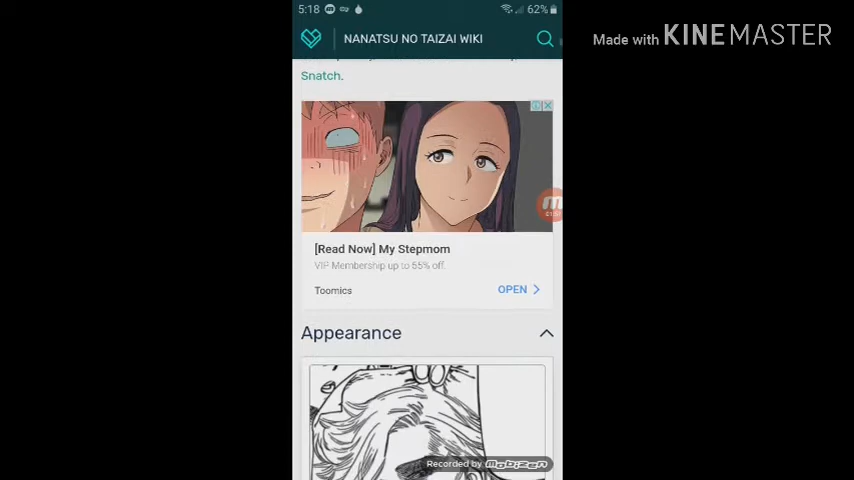 5:18
62%
NANATSU NO TAIZAI WIKI
Made with KINEMASTER
Snatch.
[Read Now] My Stepmom
VIP Membership up to 55% off.
Toomics
OPEN
Appearance
Recorded by mobizen